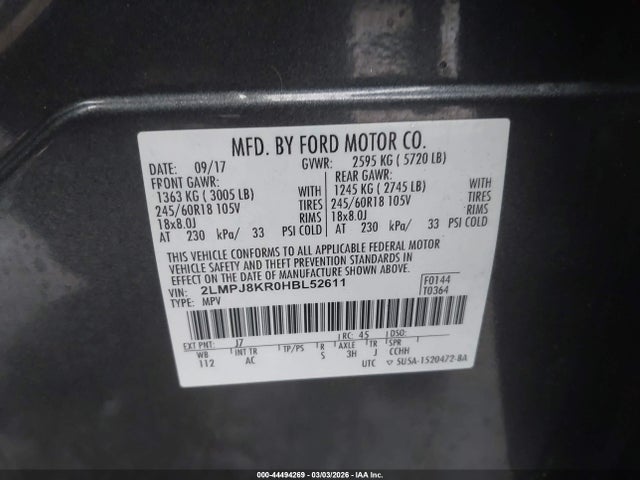 MFD. BY FORD MOTOR CO.
DATE: 09/17 GVWR: 2595 KG ( 5720 LB)
FRONT GAWR: REAR GAWR:
1363 KG ( 3005 LB) WITH 1245 KG ( 2745 LB) WITH
245/60R18 105V TIRES 245/60R18 105V TIRES
18x8.0J RIMS 18x8.0J RIMS
AT 230 kPa/ 33 PSI COLD AT 230 kPa/ 33 PSI COLD
THIS VEHICLE CONFORMS TO ALL APPLICABLE FEDERAL MOTOR
VEHICLE SAFETY AND THEFT PREVENTION STANDARDS IN
EFFECT ON THE DATE OF MANUFACTURE SHOWN ABOVE.
VIN: 2LMPJ8KR0HBL52611 F0144
TYPE: MPV T0364
EXT PNT: J7 RC: 45 DSO:
WB INT TR TP/PS R AXLE TR SPR
112 AC S 3H J CCHH
UTC ▽ SU5A-1520472-BA
000-44494269 - 03/03/2026 - IAA Inc.